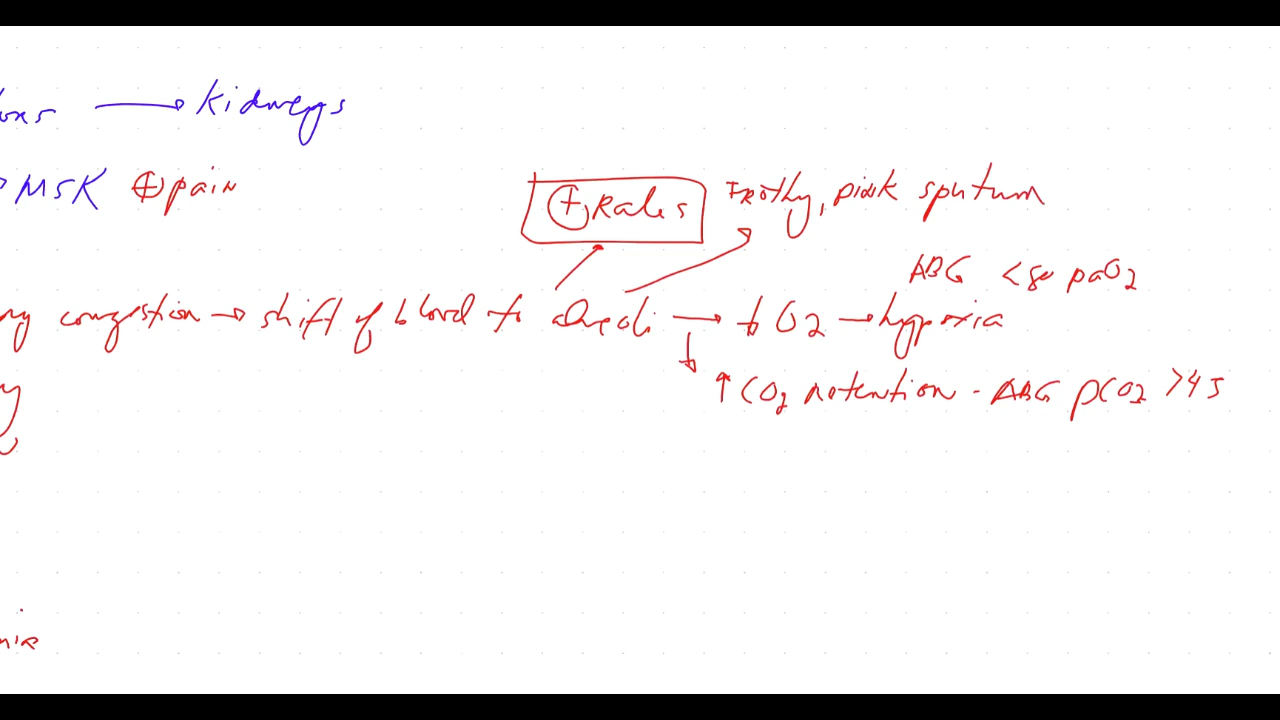 → kidneys
MSK ⊕ pain
⊕ Rales
Frothy, pink sputum
ABG <80 paO2
congestion → shift of blood to alveoli → ↓ O2 → hypoxia
↑ CO2 retention - ABG pCO2 >45